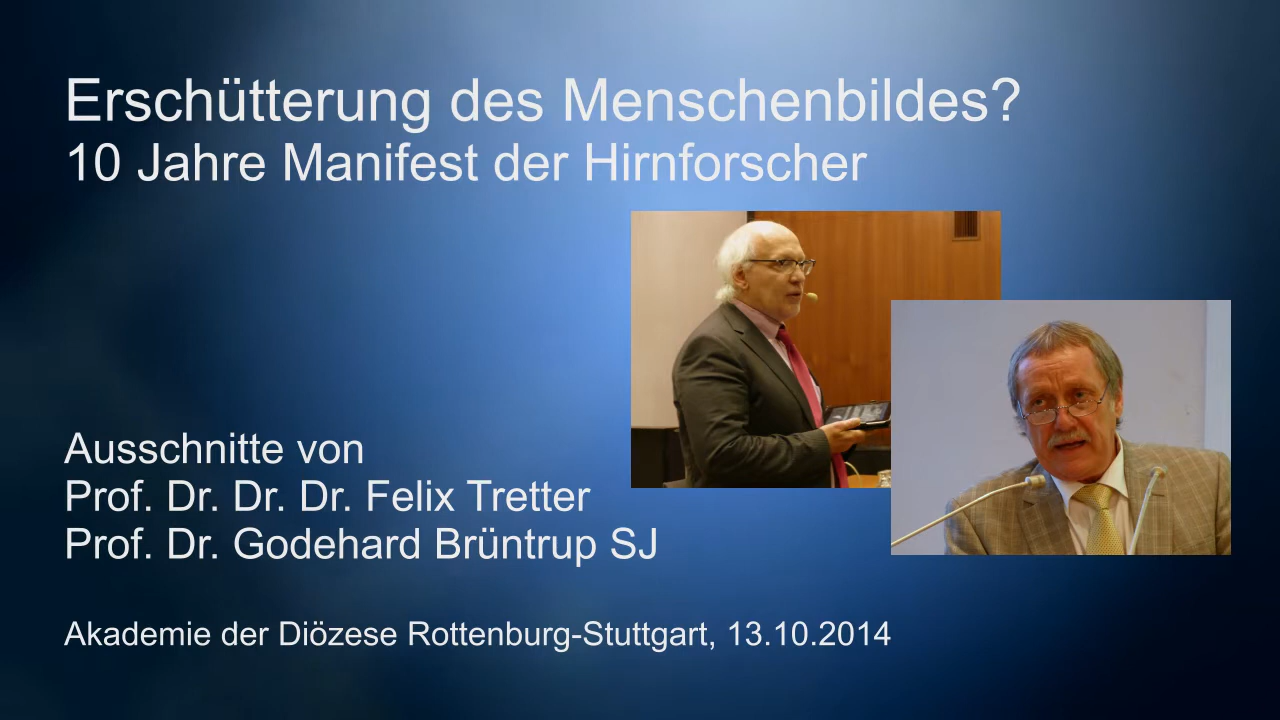 Erschütterung des Menschenbildes?
10 Jahre Manifest der Hirnforscher
Ausschnitte von
Prof. Dr. Dr. Dr. Felix Tretter
Prof. Dr. Godehard Brüntrup SJ
Akademie der Diözese Rottenburg-Stuttgart, 13.10.2014